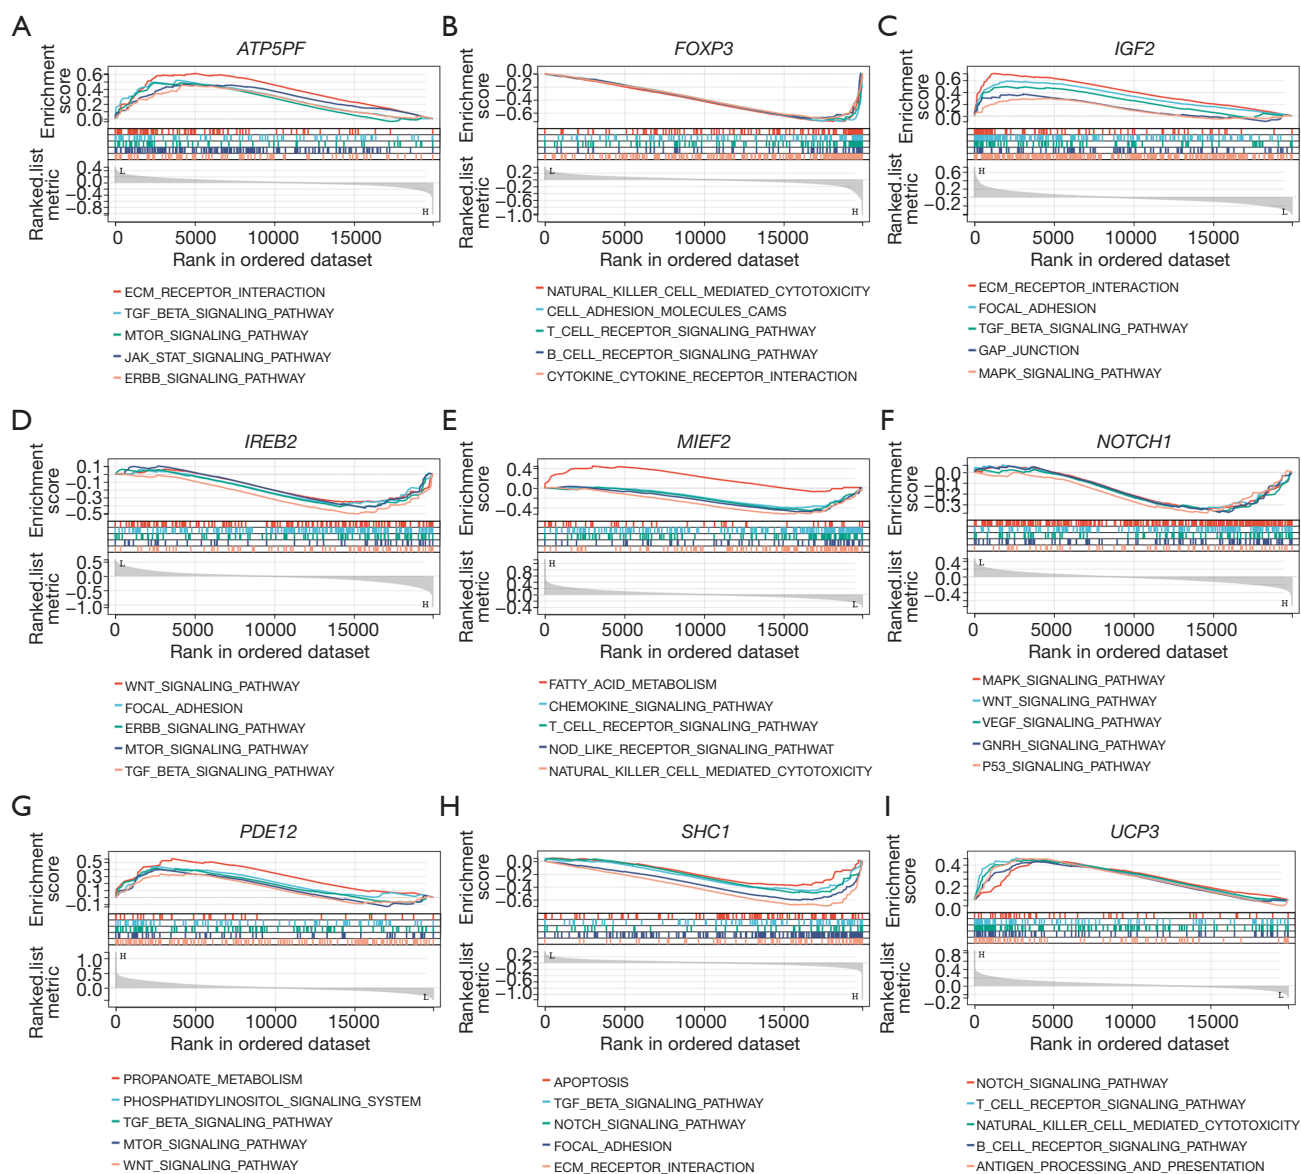 A
ATP5PF
Enrichment score
0.6
0.4
0.2
0.0
Ranked.list metric
0.4
0.0
−0.4
−0.8
L
H
0 5000 10000 15000
Rank in ordered dataset
ECM_RECEPTOR_INTERACTION
TGF_BETA_SIGNALING_PATHWAY
MTOR_SIGNALING_PATHWAY
JAK_STAT_SIGNALING_PATHWAY
ERBB_SIGNALING_PATHWAY
B
FOXP3
Enrichment score
0.0
−0.2
−0.4
−0.6
Ranked.list metric
0.2
−0.2
−0.6
−1.0
L
H
0 5000 10000 15000
Rank in ordered dataset
NATURAL_KILLER_CELL_MEDIATED_CYTOTOXICITY
CELL_ADHESION_MOLECULES_CAMS
T_CELL_RECEPTOR_SIGNALING_PATHWAY
B_CELL_RECEPTOR_SIGNALING_PATHWAY
CYTOKINE_CYTOKINE_RECEPTOR_INTERACTION
C
IGF2
Enrichment score
0.6
0.4
0.2
0.0
Ranked.list metric
0.6
0.2
−0.2
H
L
0 5000 10000 15000
Rank in ordered dataset
ECM_RECEPTOR_INTERACTION
FOCAL_ADHESION
TGF_BETA_SIGNALING_PATHWAY
GAP_JUNCTION
MAPK_SIGNALING_PATHWAY
D
IREB2
Enrichment score
0.1
−0.1
−0.3
−0.5
Ranked.list metric
0.5
0.0
−0.5
−1.0
L
H
0 5000 10000 15000
Rank in ordered dataset
WNT_SIGNALING_PATHWAY
FOCAL_ADHESION
ERBB_SIGNALING_PATHWAY
MTOR_SIGNALING_PATHWAY
TGF_BETA_SIGNALING_PATHWAY
E
MIEF2
Enrichment score
0.4
0.0
−0.4
Ranked.list metric
0.8
0.4
0.0
−0.4
H
L
0 5000 10000 15000
Rank in ordered dataset
FATTY_ACID_METABOLISM
CHEMOKINE_SIGNALING_PATHWAY
T_CELL_RECEPTOR_SIGNALING_PATHWAY
NOD_LIKE_RECEPTOR_SIGNALING_PATHWAT
NATURAL_KILLER_CELL_MEDIATED_CYTOTOXICITY
F
NOTCH1
Enrichment score
0.0
−0.1
−0.2
−0.3
Ranked.list metric
0.4
0.0
−0.4
L
H
0 5000 10000 15000
Rank in ordered dataset
MAPK_SIGNALING_PATHWAY
WNT_SIGNALING_PATHWAY
VEGF_SIGNALING_PATHWAY
GNRH_SIGNALING_PATHWAY
P53_SIGNALING_PATHWAY
G
PDE12
Enrichment score
0.5
0.3
0.1
−0.1
Ranked.list metric
1.0
0.5
0.0
H
L
0 5000 10000 15000
Rank in ordered dataset
PROPANOATE_METABOLISM
PHOSPHATIDYLINOSITOL_SIGNALING_SYSTEM
TGF_BETA_SIGNALING_PATHWAY
MTOR_SIGNALING_PATHWAY
WNT_SIGNALING_PATHWAY
H
SHC1
Enrichment score
0.0
−0.2
−0.4
−0.6
Ranked.list metric
0.2
−0.2
−0.6
−1.0
L
H
0 5000 10000 15000
Rank in ordered dataset
APOPTOSIS
TGF_BETA_SIGNALING_PATHWAY
NOTCH_SIGNALING_PATHWAY
FOCAL_ADHESION
ECM_RECEPTOR_INTERACTION
I
UCP3
Enrichment score
0.4
0.2
0.0
Ranked.list metric
0.8
0.4
0.0
−0.2
H
L
0 5000 10000 15000
Rank in ordered dataset
NOTCH_SIGNALING_PATHWAY
T_CELL_RECEPTOR_SIGNALING_PATHWAY
NATURAL_KILLER_CELL_MEDIATED_CYTOTOXICITY
B_CELL_RECEPTOR_SIGNALING_PATHWAY
ANTIGEN_PROCESSING_AND_PRESENTATION